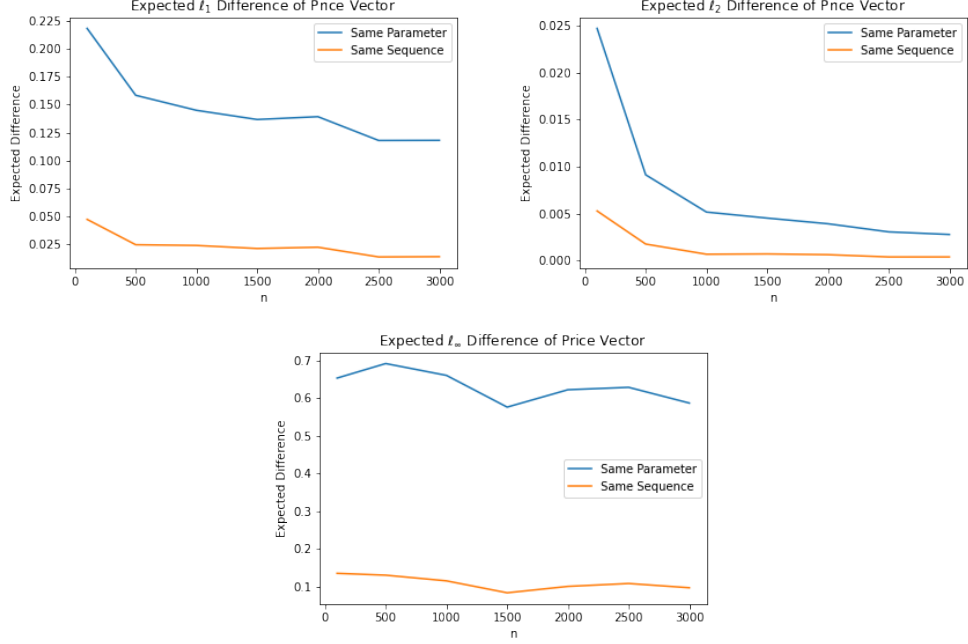 Expected ℓ₁ Difference of Price Vector
0.225
0.200
0.175
0.150
0.125
0.100
0.075
0.050
0.025
Expected Difference
Same Parameter
Same Sequence
0 500 1000 1500 2000 2500 3000
n
Expected ℓ₂ Difference of Price Vector
0.025
0.020
0.015
0.010
0.005
0.000
Expected Difference
Same Parameter
Same Sequence
0 500 1000 1500 2000 2500 3000
n
Expected ℓ∞ Difference of Price Vector
0.7
0.6
0.5
0.4
0.3
0.2
0.1
Expected Difference
Same Parameter
Same Sequence
0 500 1000 1500 2000 2500 3000
n